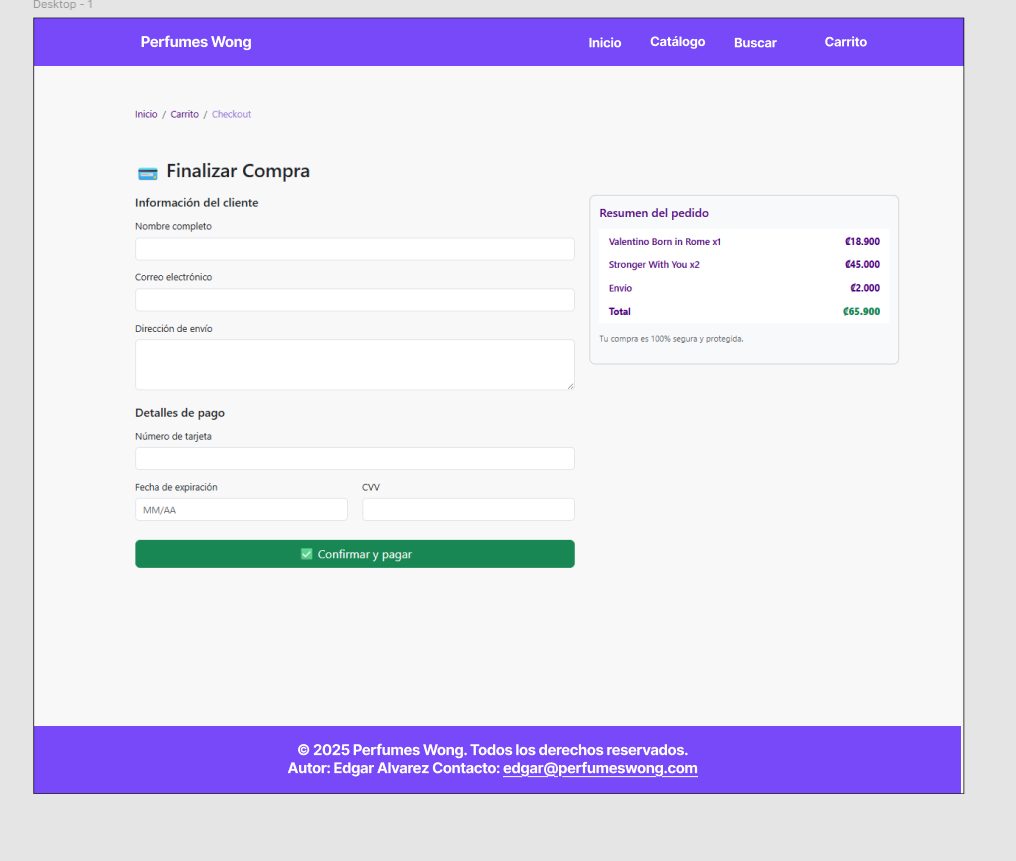 Desktop - 1
Perfumes Wong
Inicio
Catálogo
Buscar
Carrito
Inicio / Carrito / Checkout
Finalizar Compra
Información del cliente
Nombre completo
Correo electrónico
Dirección de envío
Detalles de pago
Número de tarjeta
Fecha de expiración
CVV
MM/AA
Confirmar y pagar
Resumen del pedido
Valentino Born in Rome x1 ₡18.900
Stronger With You x2 ₡45.000
Envío ₡2.000
Total ₡65.900
Tu compra es 100% segura y protegida.
© 2025 Perfumes Wong. Todos los derechos reservados.
Autor: Edgar Alvarez Contacto: edgar@perfumeswong.com